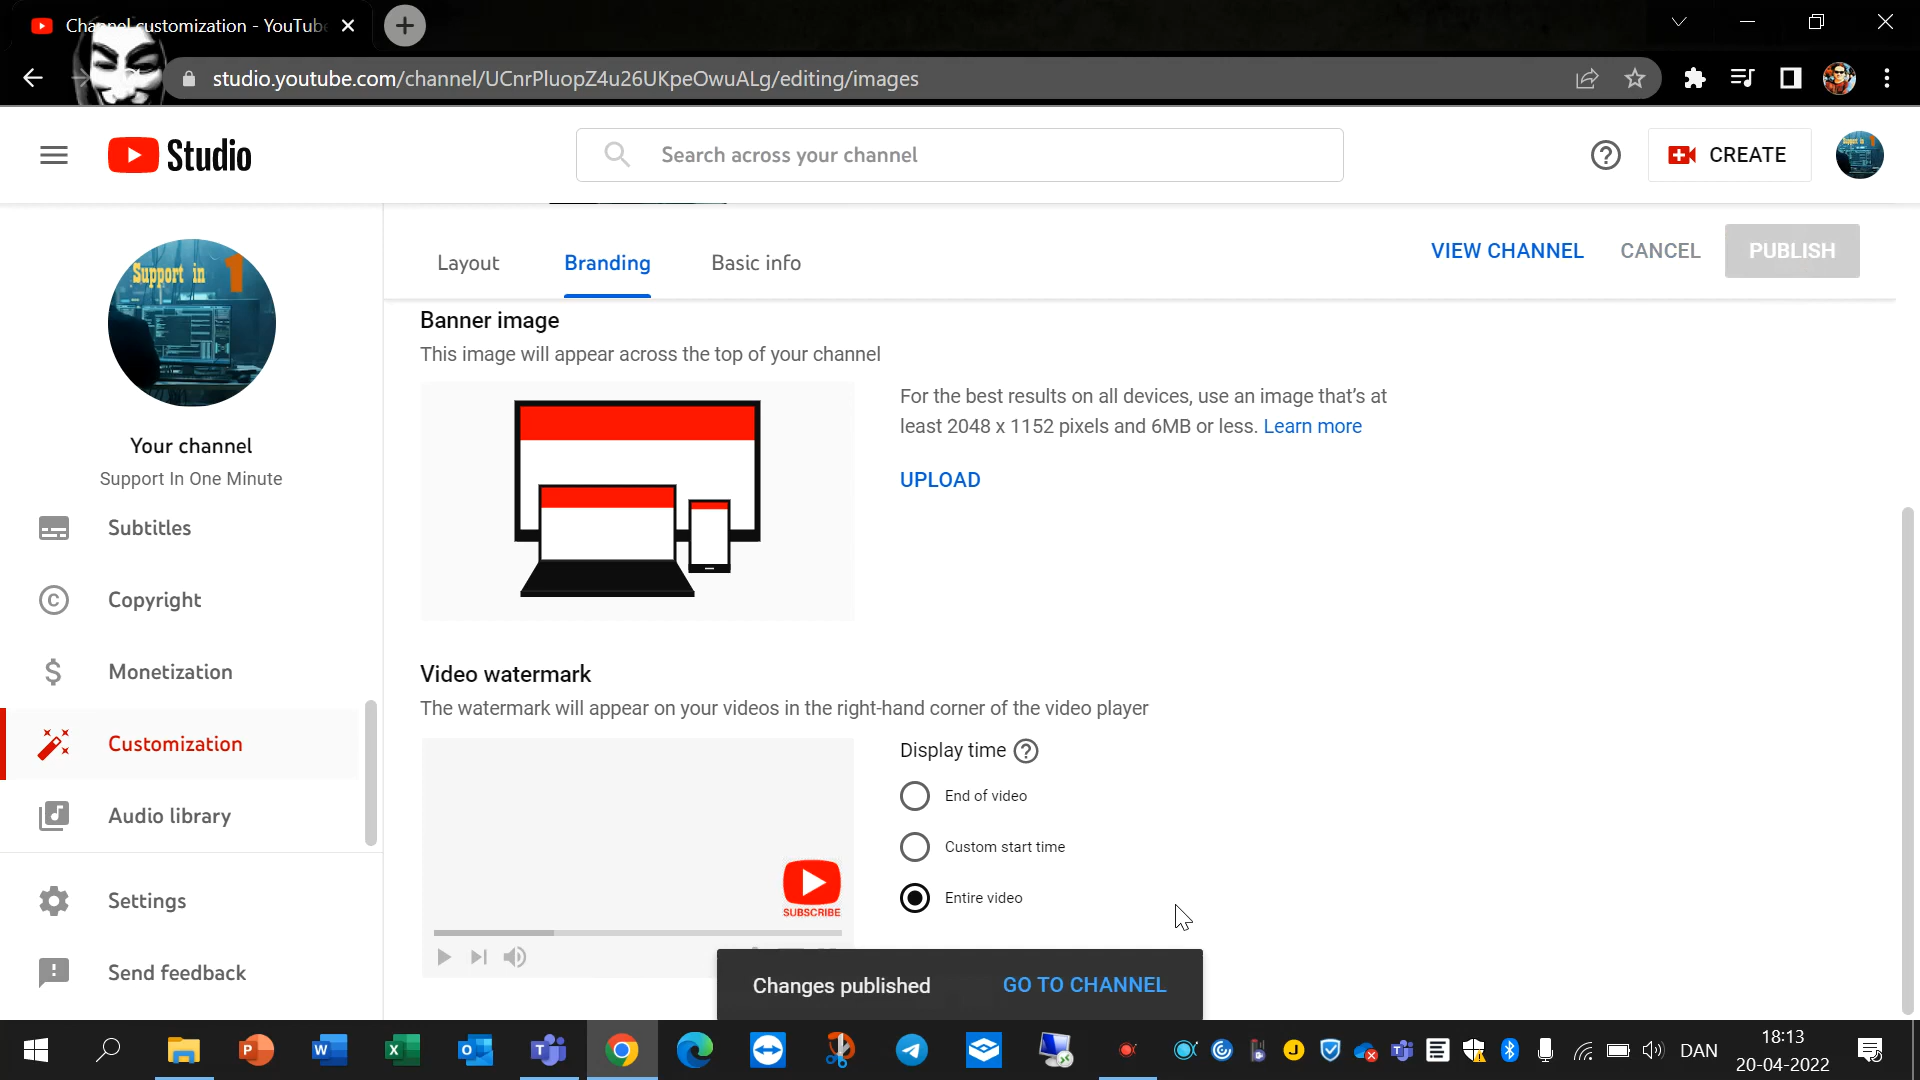 Channel customization - YouTube
studio.youtube.com/channel/UCnrPluopZ4u26UKpeOwuALg/editing/images
Studio
Search across your channel
CREATE
Support in 1
Your channel
Support In One Minute
Subtitles
Copyright
Monetization
Customization
Audio library
Settings
Send feedback
Layout
Branding
Basic info
VIEW CHANNEL
CANCEL
PUBLISH
Banner image
This image will appear across the top of your channel
For the best results on all devices, use an image that's at
least 2048 x 1152 pixels and 6MB or less. Learn more
UPLOAD
Video watermark
The watermark will appear on your videos in the right-hand corner of the video player
SUBSCRIBE
Display time
End of video
Custom start time
Entire video
Changes published
GO TO CHANNEL
DAN
18:13
20-04-2022